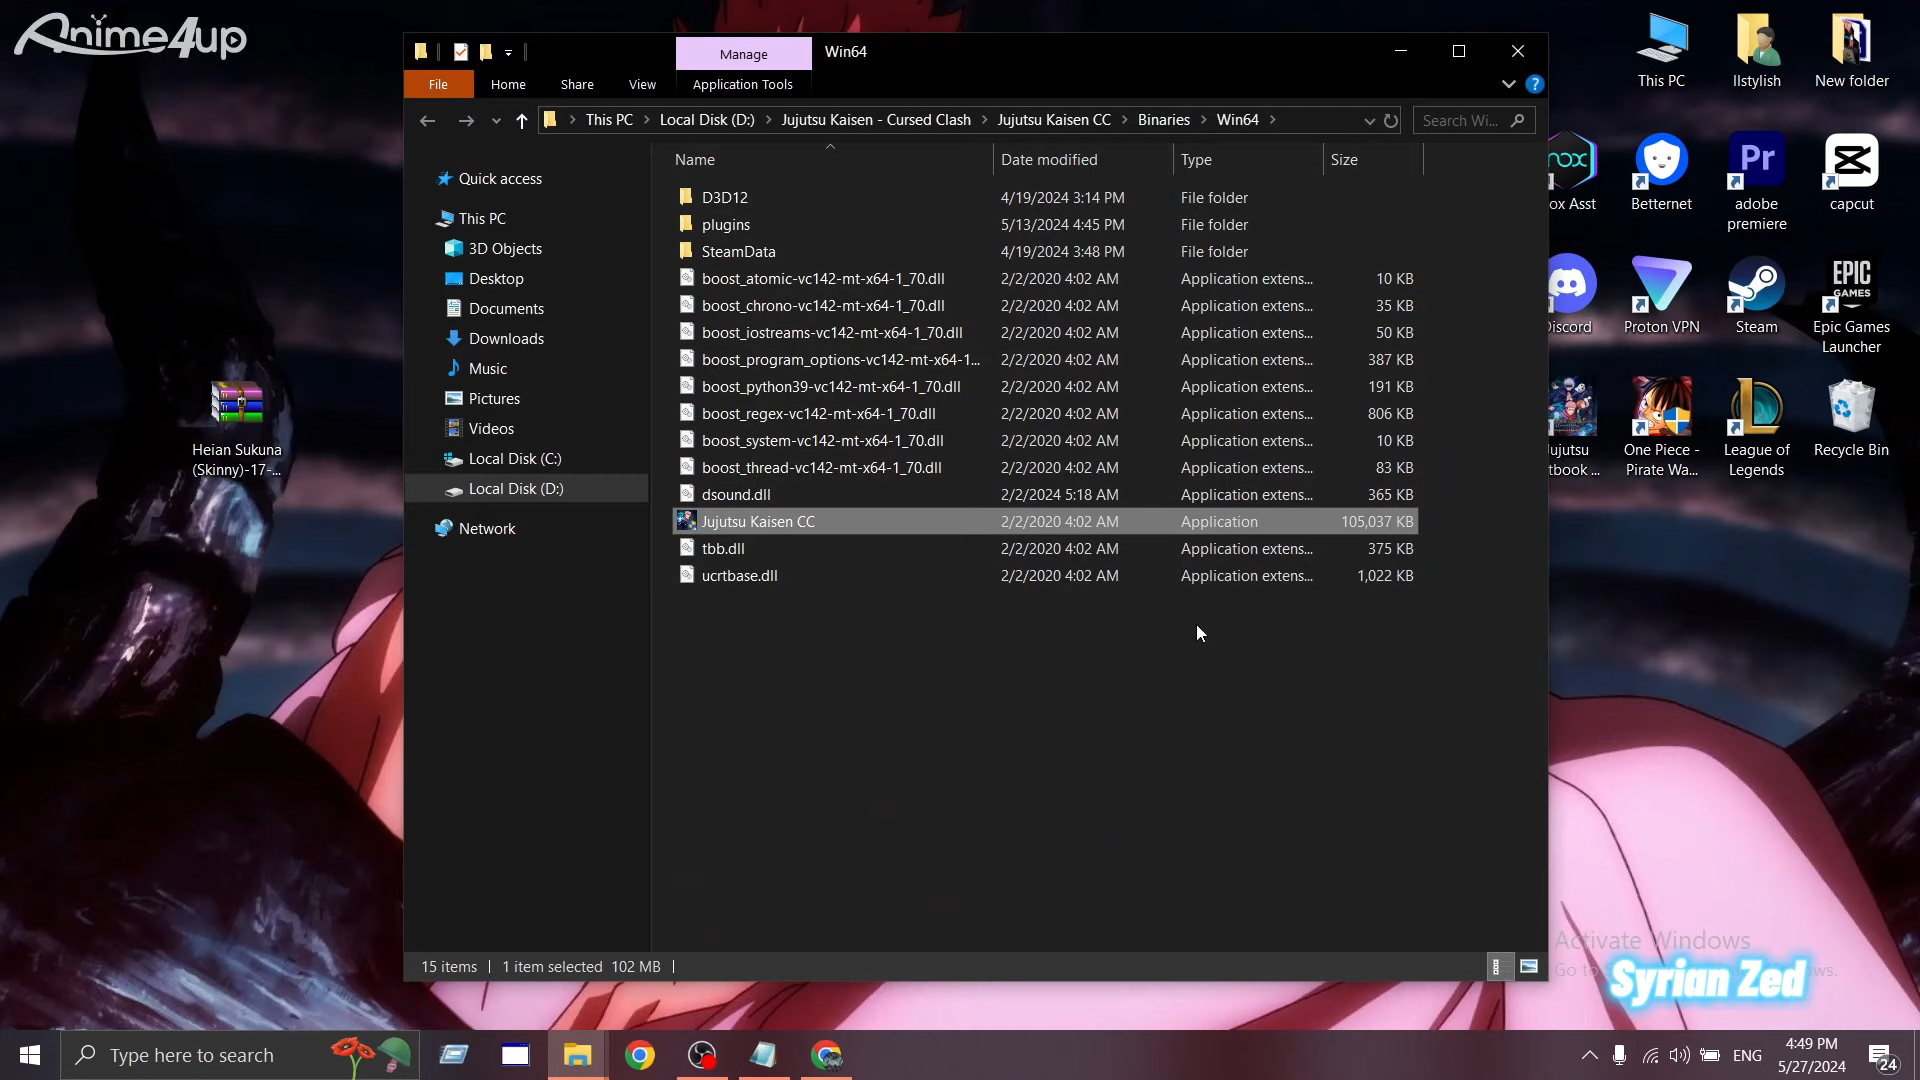 Anime4up
Manage
Win64
File
Home
Share
View
Application Tools
This PC
Local Disk (D:)
Jujutsu Kaisen - Cursed Clash
Jujutsu Kaisen CC
Binaries
Win64
Search Wi...
Quick access
This PC
3D Objects
Desktop
Documents
Downloads
Music
Pictures
Videos
Local Disk (C:)
Local Disk (D:)
Network
Name Date modified Type Size
D3D12 4/19/2024 3:14 PM File folder
plugins 5/13/2024 4:45 PM File folder
SteamData 4/19/2024 3:48 PM File folder
boost_atomic-vc142-mt-x64-1_70.dll 2/2/2020 4:02 AM Application extens... 10 KB
boost_chrono-vc142-mt-x64-1_70.dll 2/2/2020 4:02 AM Application extens... 35 KB
boost_iostreams-vc142-mt-x64-1_70.dll 2/2/2020 4:02 AM Application extens... 50 KB
boost_program_options-vc142-mt-x64-1... 2/2/2020 4:02 AM Application extens... 387 KB
boost_python39-vc142-mt-x64-1_70.dll 2/2/2020 4:02 AM Application extens... 191 KB
boost_regex-vc142-mt-x64-1_70.dll 2/2/2020 4:02 AM Application extens... 806 KB
boost_system-vc142-mt-x64-1_70.dll 2/2/2020 4:02 AM Application extens... 10 KB
boost_thread-vc142-mt-x64-1_70.dll 2/2/2020 4:02 AM Application extens... 83 KB
dsound.dll 2/2/2024 5:18 AM Application extens... 365 KB
Jujutsu Kaisen CC 2/2/2020 4:02 AM Application 105,037 KB
tbb.dll 2/2/2020 4:02 AM Application extens... 375 KB
ucrtbase.dll 2/2/2020 4:02 AM Application extens... 1,022 KB
15 items
1 item selected 102 MB
Heian Sukuna
(Skinny)-17-...
This PC
llstylish
New folder
nox
ox Asst
Betternet
Pr
adobe
premiere
capcut
Discord
Proton VPN
Steam
EPIC
GAMES
Epic Games
Launcher
ujutsu
tbook ...
One Piece -
Pirate Wa...
League of
Legends
Recycle Bin
Activate Windows
Go to S
ws.
Syrian Zed
Type here to search
ENG
4:49 PM
5/27/2024
24